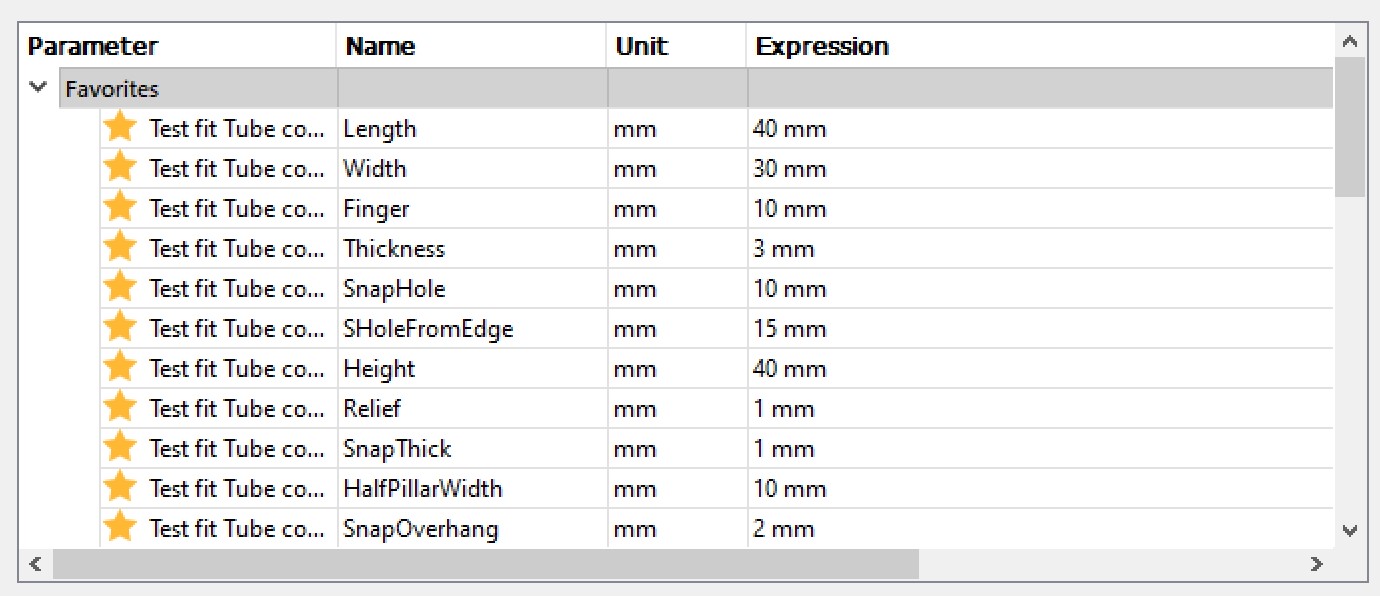 Parameter Name Unit Expression
Favorites
Test fit Tube co... Length mm 40 mm
Test fit Tube co... Width mm 30 mm
Test fit Tube co... Finger mm 10 mm
Test fit Tube co... Thickness mm 3 mm
Test fit Tube co... SnapHole mm 10 mm
Test fit Tube co... SHoleFromEdge mm 15 mm
Test fit Tube co... Height mm 40 mm
Test fit Tube co... Relief mm 1 mm
Test fit Tube co... SnapThick mm 1 mm
Test fit Tube co... HalfPillarWidth mm 10 mm
Test fit Tube co... SnapOverhang mm 2 mm